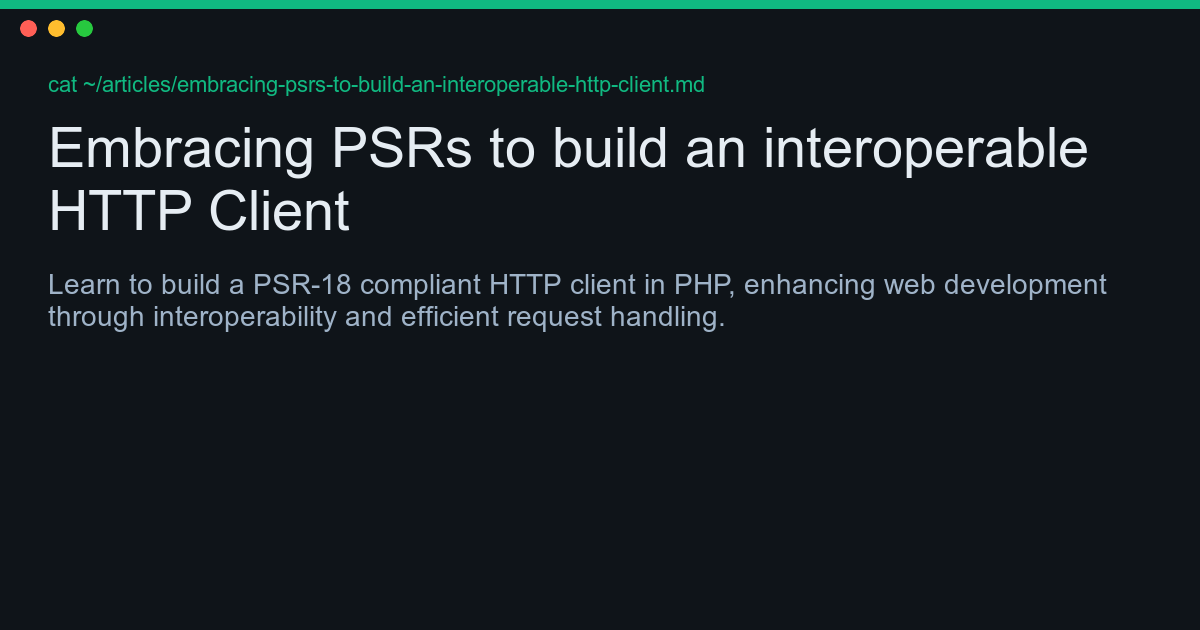 cat ~/articles/embracing-psrs-to-build-an-interoperable-http-client.md
Embracing PSRs to build an interoperable
HTTP Client
Learn to build a PSR-18 compliant HTTP client in PHP, enhancing web development
through interoperability and efficient request handling.